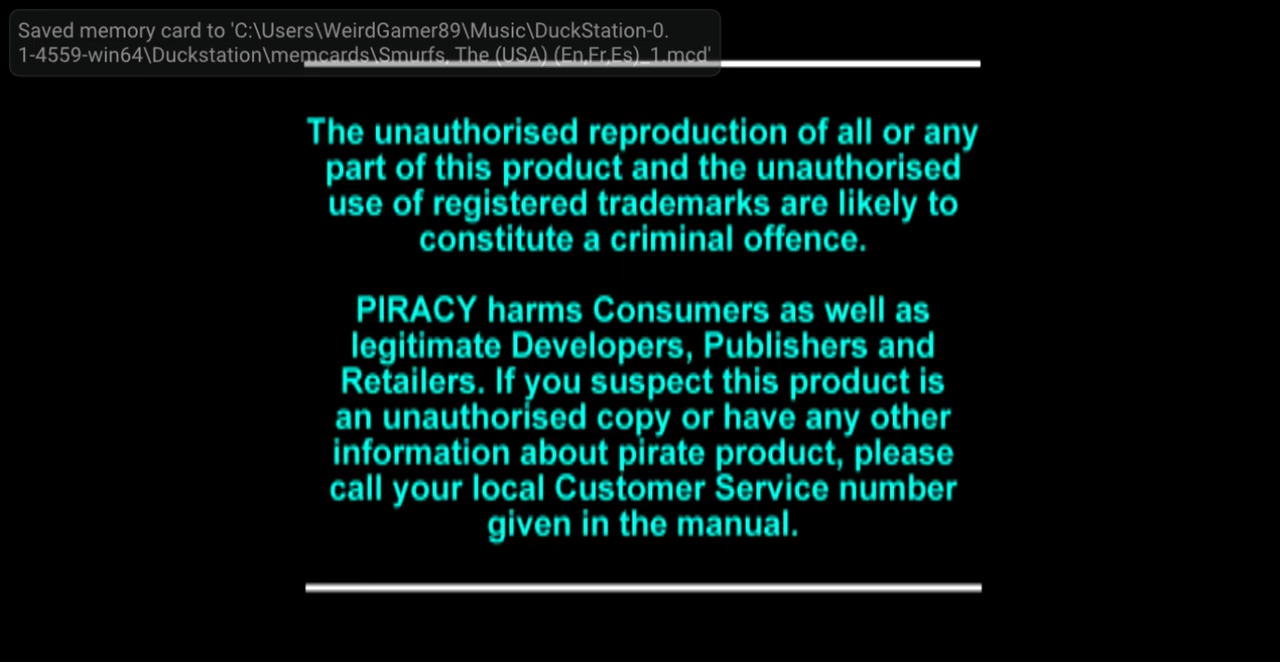 Saved memory card to 'C:\Users\WeirdGamer89\Music\DuckStation-0.
1-4559-win64\Duckstation\memcards\Smurfs, The (USA) (En,Fr,Es)_1.mcd'
The unauthorised reproduction of all or any
part of this product and the unauthorised
use of registered trademarks are likely to
constitute a criminal offence.
PIRACY harms Consumers as well as
legitimate Developers, Publishers and
Retailers. If you suspect this product is
an unauthorised copy or have any other
information about pirate product, please
call your local Customer Service number
given in the manual.